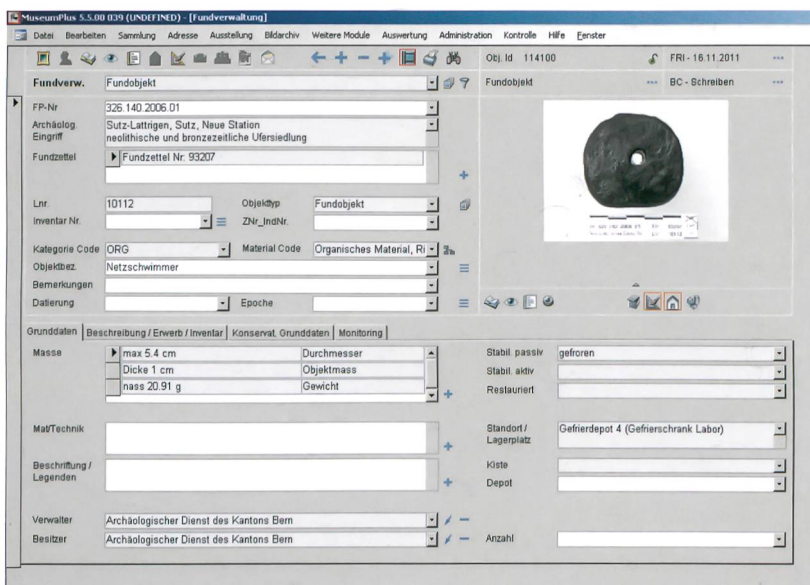 MuseumPlus 5.5.00 039 (UNDEFINED) - [Fundverwaltung]
Datei Bearbeiten Sammlung Adresse Ausstellung Bildarchiv Weitere Module Auswertung Administration Kontrolle Hilfe Fenster
Obj. Id 114100 FRI - 16.11.2011
Fundverw. Fundobjekt Fundobjekt BC - Schreiben
FP-Nr 326.140.2006.01
Archäolog. Eingriff Sutz-Lattrigen, Sutz, Neue Station
neolithische und bronzezeitliche Ufersiedlung
Fundzettel Fundzettel Nr. 93207
Lnr. 10112 Objekttyp Fundobjekt
Inventar Nr. ZNr_IndNr.
Kategorie Code ORG Material Code Organisches Material, Ri
Objektbez. Netzschwimmer
Bemerkungen
Datierung Epoche
Grunddaten Beschreibung / Erwerb / Inventar Konservat. Grunddaten Monitoring
Masse max 5.4 cm Durchmesser Stabil. passiv gefroren
Dicke 1 cm Objektmass Stabil. aktiv
nass 20.91 g Gewicht Restauriert
Mat/Technik Standort / Lagerplatz Gefrierdepot 4 (Gefrierschrank Labor)
Beschriftung / Legenden Kiste
Depot
Verwalter Archäologischer Dienst des Kantons Bern
Besitzer Archäologischer Dienst des Kantons Bern Anzahl